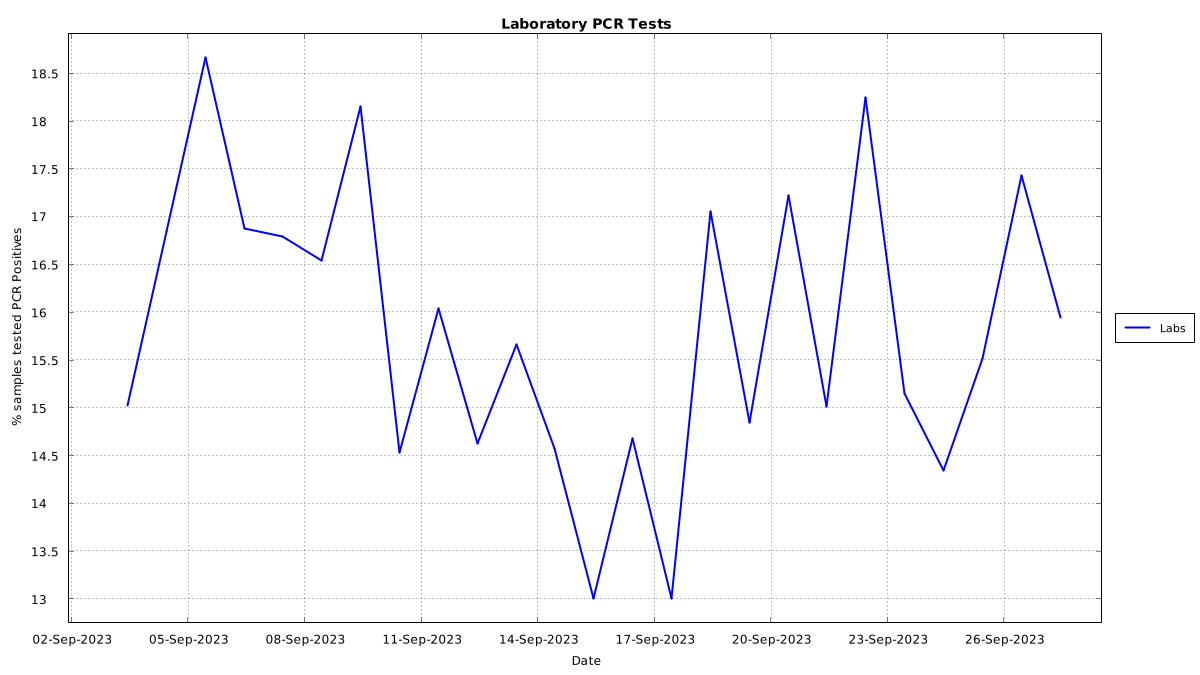 Laboratory PCR Tests
18.5
18
17.5
17
16.5
16
15.5
15
14.5
14
13.5
13
% samples tested PCR Positives
02-Sep-2023 05-Sep-2023 08-Sep-2023 11-Sep-2023 14-Sep-2023 17-Sep-2023 20-Sep-2023 23-Sep-2023 26-Sep-2023
Date
Labs